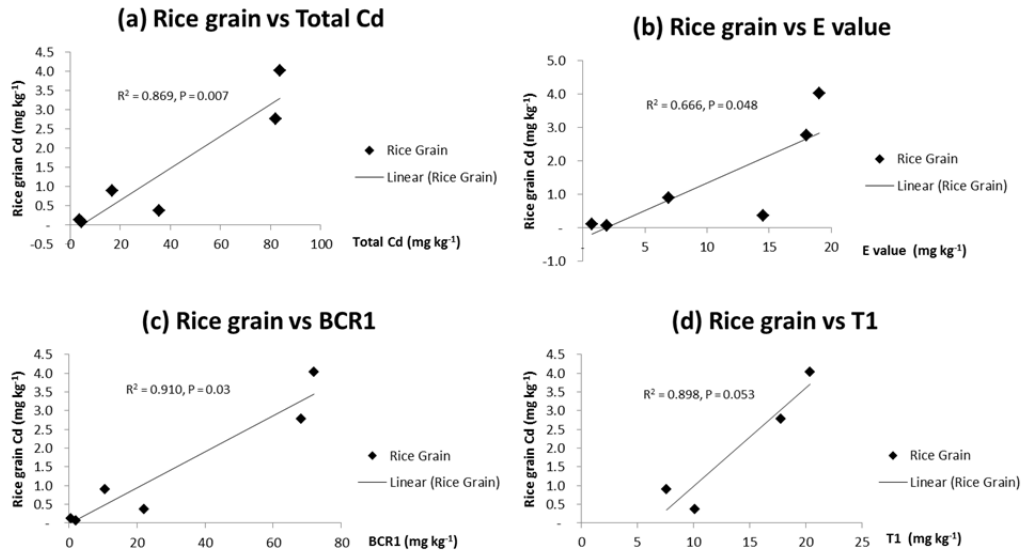 (a) Rice grain vs Total Cd
Rice grian Cd (mg kg⁻¹)
4.5
4.0
3.5
3.0
2.5
2.0
1.5
1.0
0.5
-
-0.5
R² = 0.869, P = 0.007
0 20 40 60 80 100
Total Cd (mg kg⁻¹)
Rice Grain
Linear (Rice Grain)
(b) Rice grain vs E value
Rice grain Cd (mg kg⁻¹)
5.0
4.0
3.0
2.0
1.0
-
-1.0
R² = 0.666, P = 0.048
5 10 15 20
E value (mg kg⁻¹)
Rice Grain
Linear (Rice Grain)
(c) Rice grain vs BCR1
Rice grain Cd (mg kg⁻¹)
4.5
4.0
3.5
3.0
2.5
2.0
1.5
1.0
0.5
-
R² = 0.910, P = 0.03
0 20 40 60 80
BCR1 (mg kg⁻¹)
Rice Grain
Linear (Rice Grain)
(d) Rice grain vs T1
Rice grain Cd (mg kg⁻¹)
4.5
4.0
3.5
3.0
2.5
2.0
1.5
1.0
0.5
-
R² = 0.898, P = 0.053
0 5 10 15 20 25
T1 (mg kg⁻¹)
Rice Grain
Linear (Rice Grain)